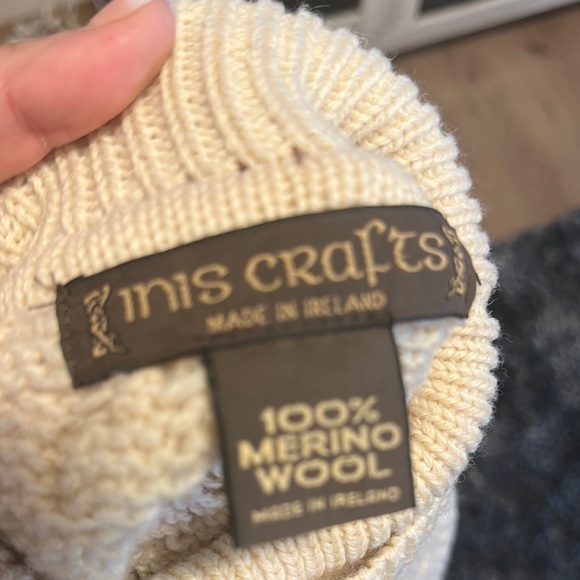 INIS CRAFTS
MADE IN IRELAND
100%
MERINO
WOOL
MADE IN IRELAND